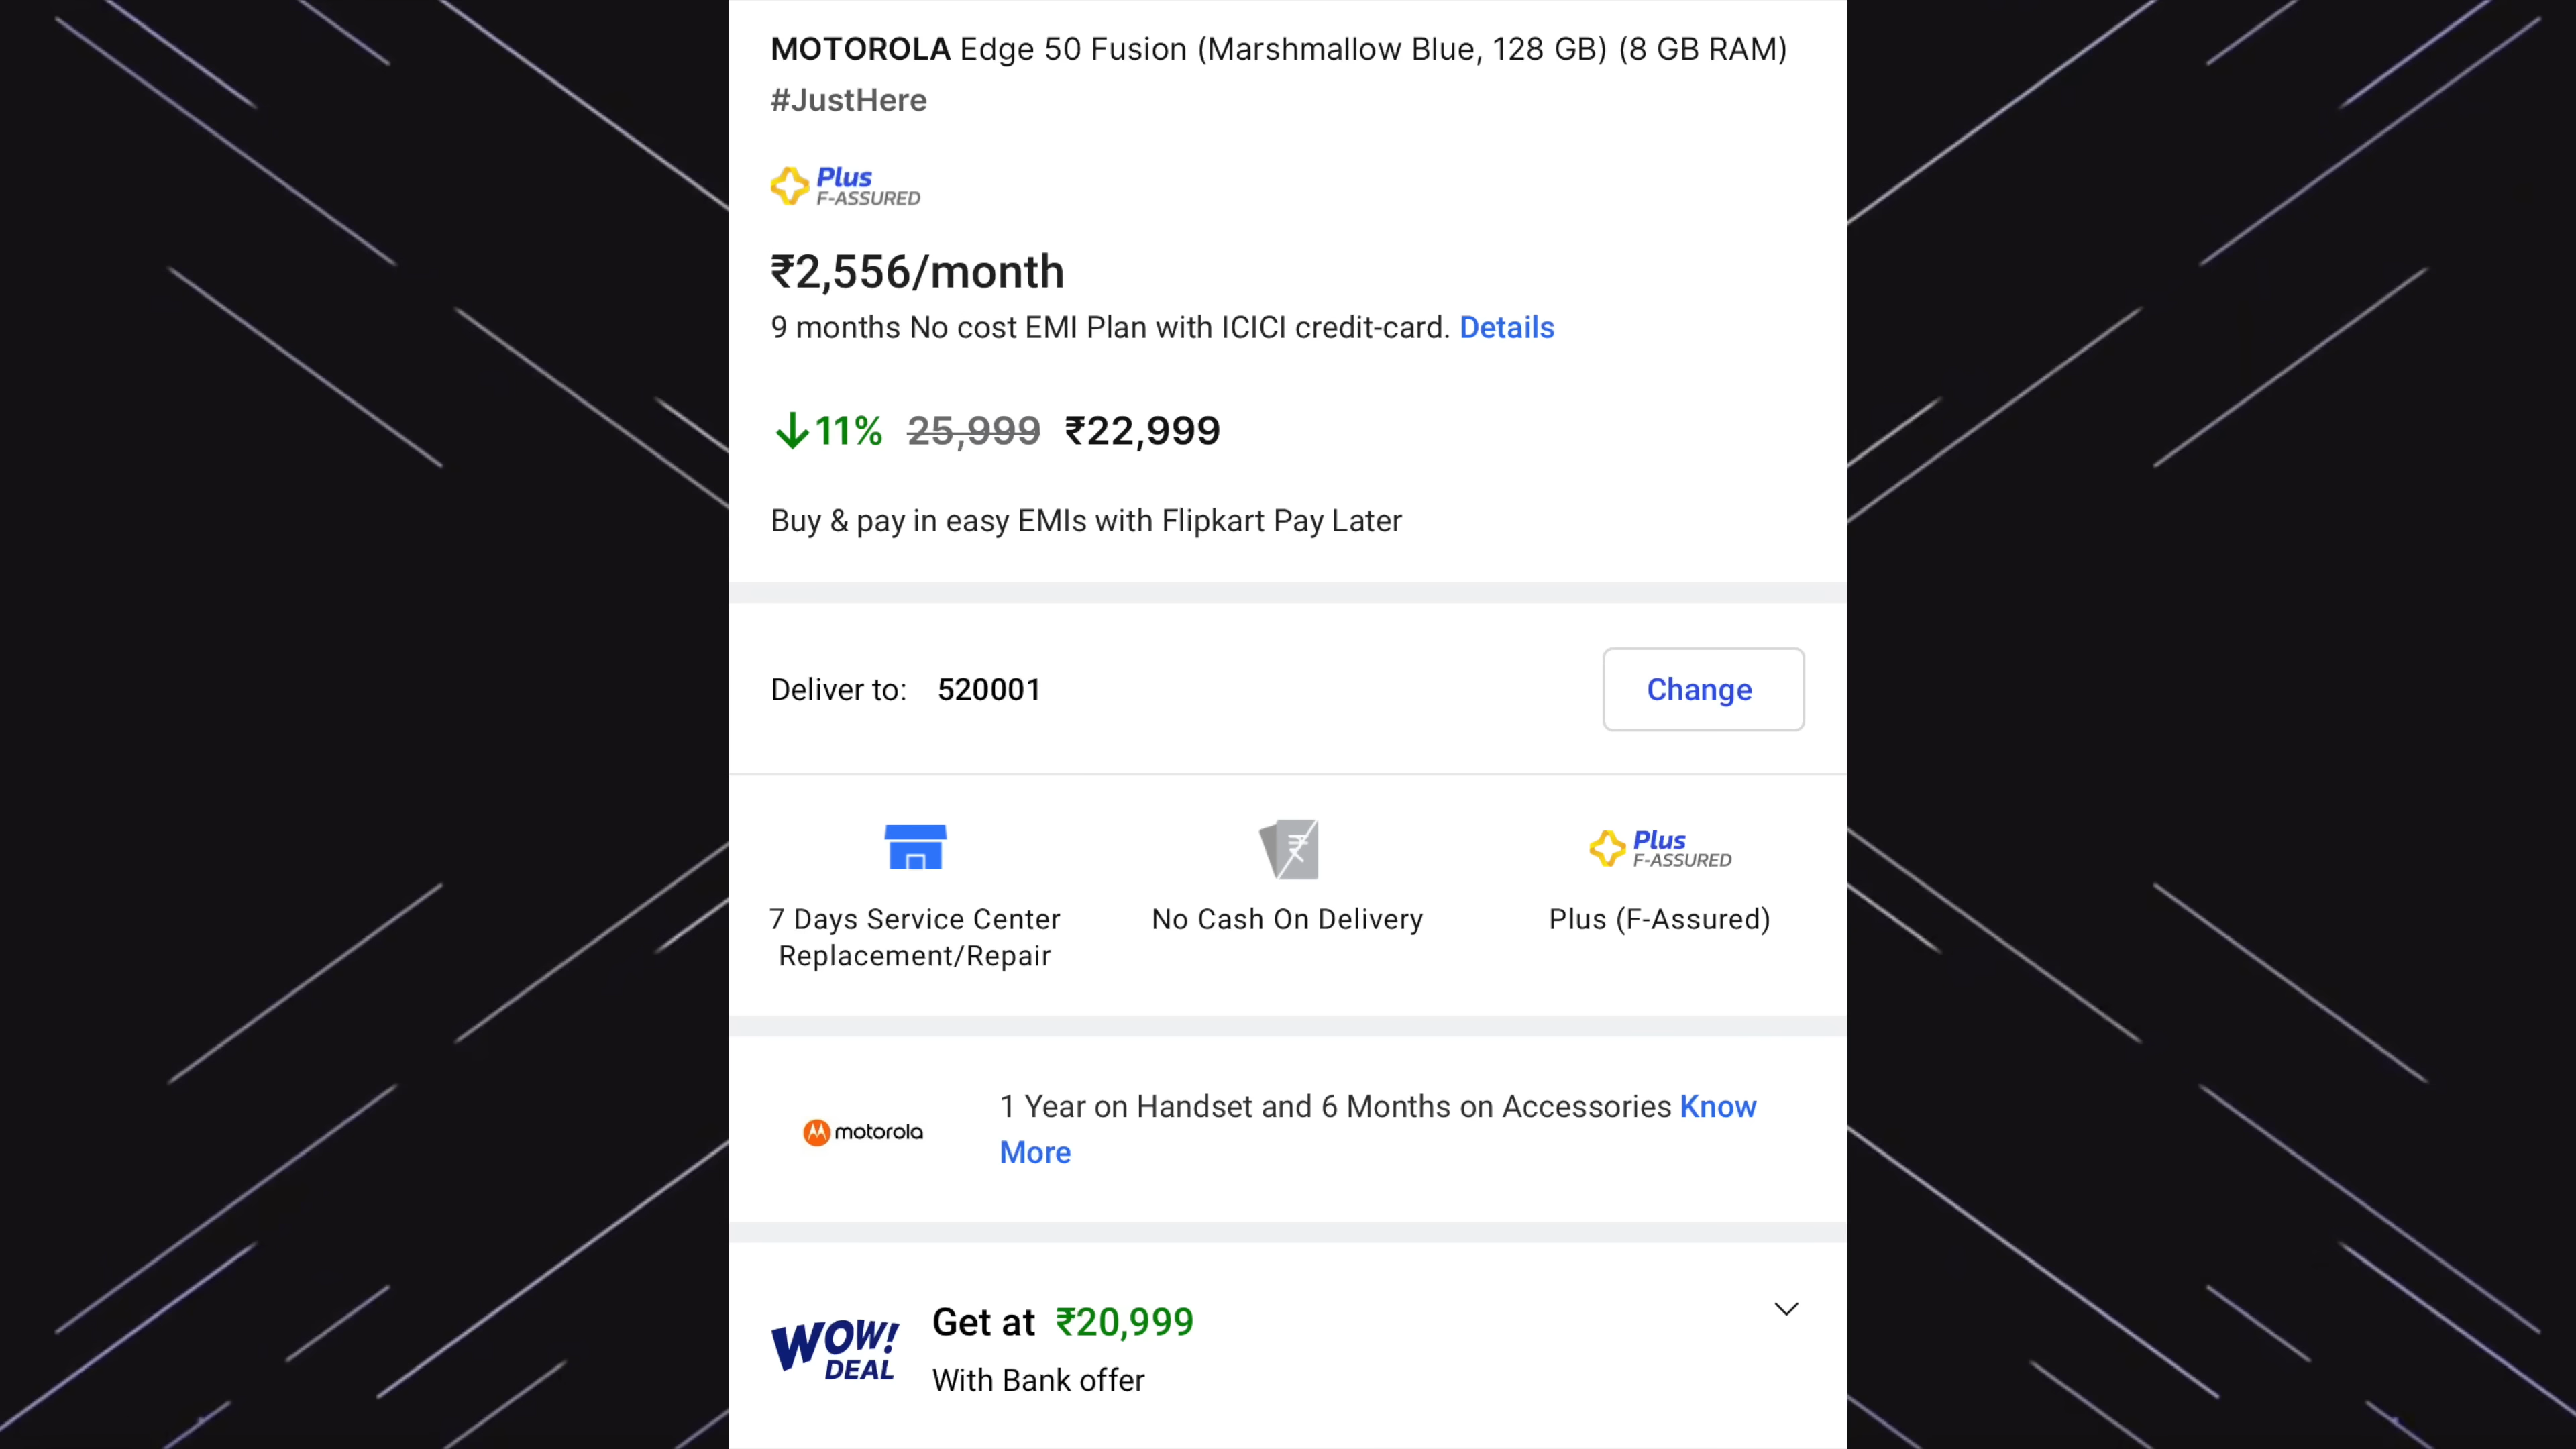 MOTOROLA Edge 50 Fusion (Marshmallow Blue, 128 GB) (8 GB RAM)
#JustHere
Plus
F-ASSURED
₹2,556/month
9 months No cost EMI Plan with ICICI credit-card. Details
↓11% 25,999 ₹22,999
Buy & pay in easy EMIs with Flipkart Pay Later
Deliver to: 520001 Change
Plus
F-ASSURED
7 Days Service Center
Replacement/Repair
No Cash On Delivery
Plus (F-Assured)
motorola
1 Year on Handset and 6 Months on Accessories Know
More
WOW!
DEAL
Get at ₹20,999
With Bank offer